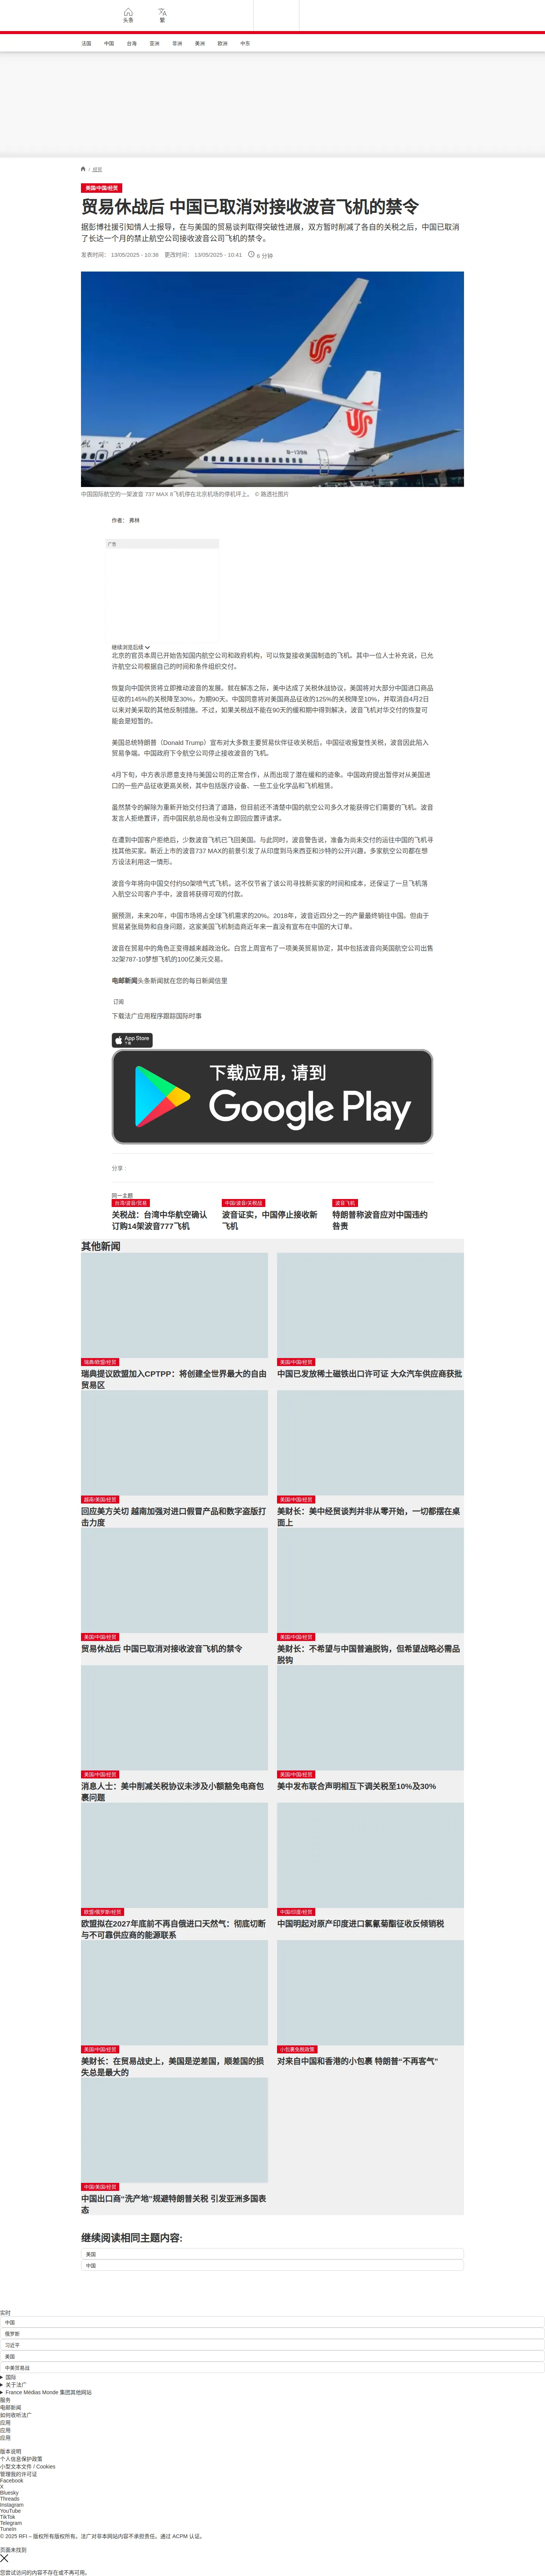 头条
繁
法国 中国 台海 亚洲 非洲 美洲 欧洲 中东
/ 经贸
美国/中国/经贸
贸易休战后 中国已取消对接收波音飞机的禁令
据彭博社援引知情人士报导，在与美国的贸易谈判取得突破性进展，双方暂时削减了各自的关税之后，中国已取消
了长达一个月的禁止航空公司接收波音公司飞机的禁令。
发表时间： 13/05/2025 - 10:38 更改时间： 13/05/2025 - 10:41 6 分钟
B-1396
中国国际航空的一架波音 737 MAX 8飞机停在北京机场的停机坪上。 © 路透社图片
作者： 弗林
广告
继续浏览后续
北京的官员本周已开始告知国内航空公司和政府机构，可以恢复接收美国制造的飞机。其中一位人士补充说，已允
许航空公司根据自己的时间和条件组织交付。
恢复向中国供货将立即推动波音的发展。就在解冻之际，美中达成了关税休战协议，美国将对大部分中国进口商品
征收的145%的关税降至30%，为期90天。中国同意将对美国商品征收的125%的关税降至10%，并取消自4月2日
以来对美采取的其他反制措施。不过，如果关税战不能在90天的缓和期中得到解决，波音飞机对华交付的恢复可
能会是短暂的。
美国总统特朗普（Donald Trump）宣布对大多数主要贸易伙伴征收关税后，中国征收报复性关税，波音因此陷入
贸易争端。中国政府下令航空公司停止接收波音的飞机。
4月下旬，中方表示愿意支持与美国公司的正常合作，从而出现了潜在缓和的迹象。中国政府提出暂停对从美国进
口的一些产品征收更高关税，其中包括医疗设备、一些工业化学品和飞机租赁。
虽然禁令的解除为重新开始交付扫清了道路，但目前还不清楚中国的航空公司多久才能获得它们需要的飞机。波音
发言人拒绝置评，而中国民航总局也没有立即回应置评请求。
在遭到中国客户拒绝后，少数波音飞机已飞回美国。与此同时，波音警告说，准备为尚未交付的运往中国的飞机寻
找其他买家。新近上市的波音737 MAX的前景引发了从印度到马来西亚和沙特的公开兴趣，多家航空公司都在想
方设法利用这一情形。
波音今年将向中国交付约50架喷气式飞机，这不仅节省了该公司寻找新买家的时间和成本，还保证了一旦飞机落
入航空公司客户手中，波音将获得可观的付款。
据预测，未来20年，中国市场将占全球飞机需求的20%。2018年，波音近四分之一的产量最终销往中国。但由于
贸易紧张局势和自身问题，这家美国飞机制造商近年来一直没有宣布在中国的大订单。
波音在贸易中的角色正变得越来越政治化。白宫上周宣布了一项美英贸易协定，其中包括波音向英国航空公司出售
32架787-10梦想飞机的100亿美元交易。
电邮新闻头条新闻就在您的每日新闻信里
订阅
下载法广应用程序跟踪国际时事
App Store
下载应用，请到
Google Play
分享 :
同一主题
台湾/波音/贸易
关税战：台湾中华航空确认
订购14架波音777飞机
中国/波音/关税战
波音证实，中国停止接收新
飞机
波音飞机
特朗普称波音应对中国违约
咎责
其他新闻
瑞典/欧盟/经贸
瑞典提议欧盟加入CPTPP：将创建全世界最大的自由
贸易区
美国/中国/经贸
中国已发放稀土磁铁出口许可证 大众汽车供应商获批
越南/美国/经贸
回应美方关切 越南加强对进口假冒产品和数字盗版打
击力度
美国/中国/经贸
美财长：美中经贸谈判并非从零开始，一切都摆在桌
面上
美国/中国/经贸
贸易休战后 中国已取消对接收波音飞机的禁令
美国/中国/经贸
美财长：不希望与中国普遍脱钩，但希望战略必需品
脱钩
美国/中国/经贸
消息人士：美中削减关税协议未涉及小额豁免电商包
裹问题
美国/中国/经贸
美中发布联合声明相互下调关税至10%及30%
欧盟/俄罗斯/经贸
欧盟拟在2027年底前不再自俄进口天然气：彻底切断
与不可靠供应商的能源联系
中国/印度/经贸
中国明起对原产印度进口氯氰菊酯征收反倾销税
美国/中国/经贸
美财长：在贸易战史上，美国是逆差国，顺差国的损
失总是最大的
小包裹免税政策
对来自中国和香港的小包裹 特朗普“不再客气”
中国/美国/经贸
中国出口商“洗产地”规避特朗普关税 引发亚洲多国表
态
继续阅读相同主题内容:
美国
中国
实时
中国
俄罗斯
习近平
美国
中美贸易战
国际
关于法广
France Médias Monde 集团其他网站
服务
电邮新闻
如何收听法广
应用
应用
应用
版本说明
个人信息保护政策
小型文本文件 / Cookies
管理我的许可证
Facebook
X
Bluesky
Threads
Instagram
YouTube
TikTok
Telegram
TuneIn
© 2025 RFI – 版权所有版权所有。法广对非本网站内容不承担责任。通过 ACPM 认证。
页面未找到
您尝试访问的内容不存在或不再可用。